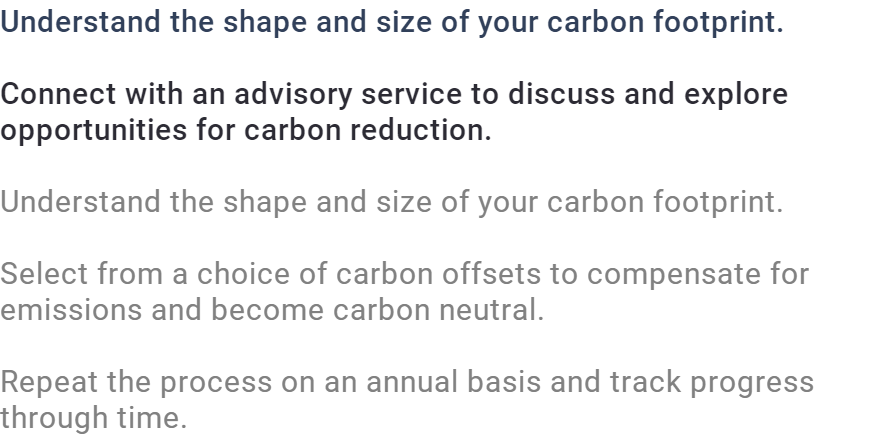 Understand the shape and size of your carbon footprint.
Connect with an advisory service to discuss and explore
opportunities for carbon reduction.
Understand the shape and size of your carbon footprint.
Select from a choice of carbon offsets to compensate for
emissions and become carbon neutral.
Repeat the process on an annual basis and track progress
through time.